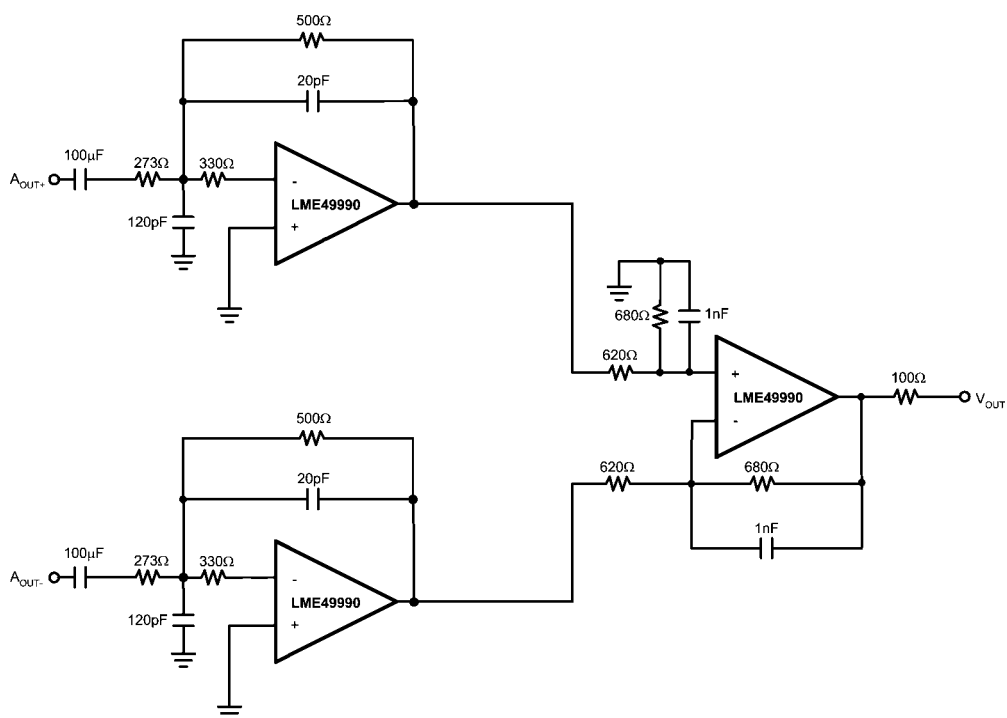 500Ω
20pF
100μF
273Ω
330Ω
AOUT+
-
LME49990
+
120pF
680Ω
1nF
620Ω
+
LME49990
-
100Ω
VOUT
500Ω
20pF
620Ω
680Ω
1nF
100μF
273Ω
330Ω
AOUT-
-
LME49990
+
120pF